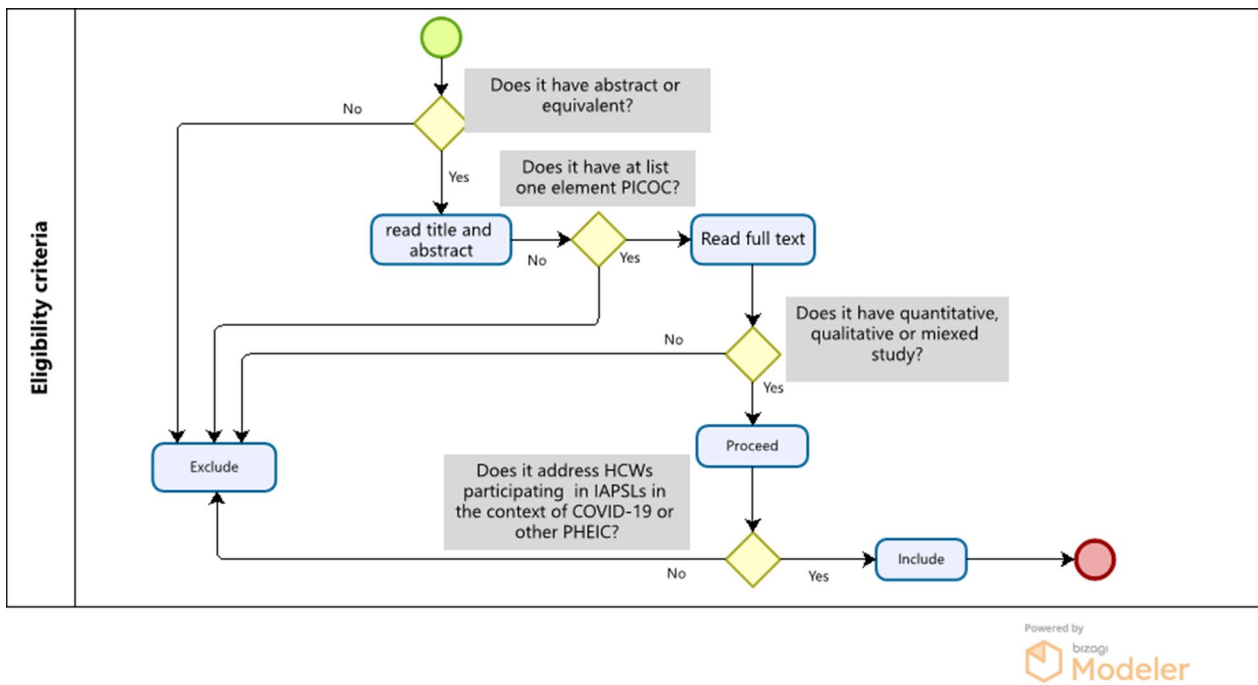 Eligibility criteria
Does it have abstract or
equivalent?
No
Yes
Does it have at list
one element PICOC?
read title and
abstract
No
Yes
Read full text
Does it have quantitative,
qualitative or miexed
study?
No
Yes
Proceed
Exclude
Does it address HCWs
participating in IAPSLs in
the context of COVID-19 or
other PHEIC?
No
Yes
Include
Powered by
bizagi
Modeler